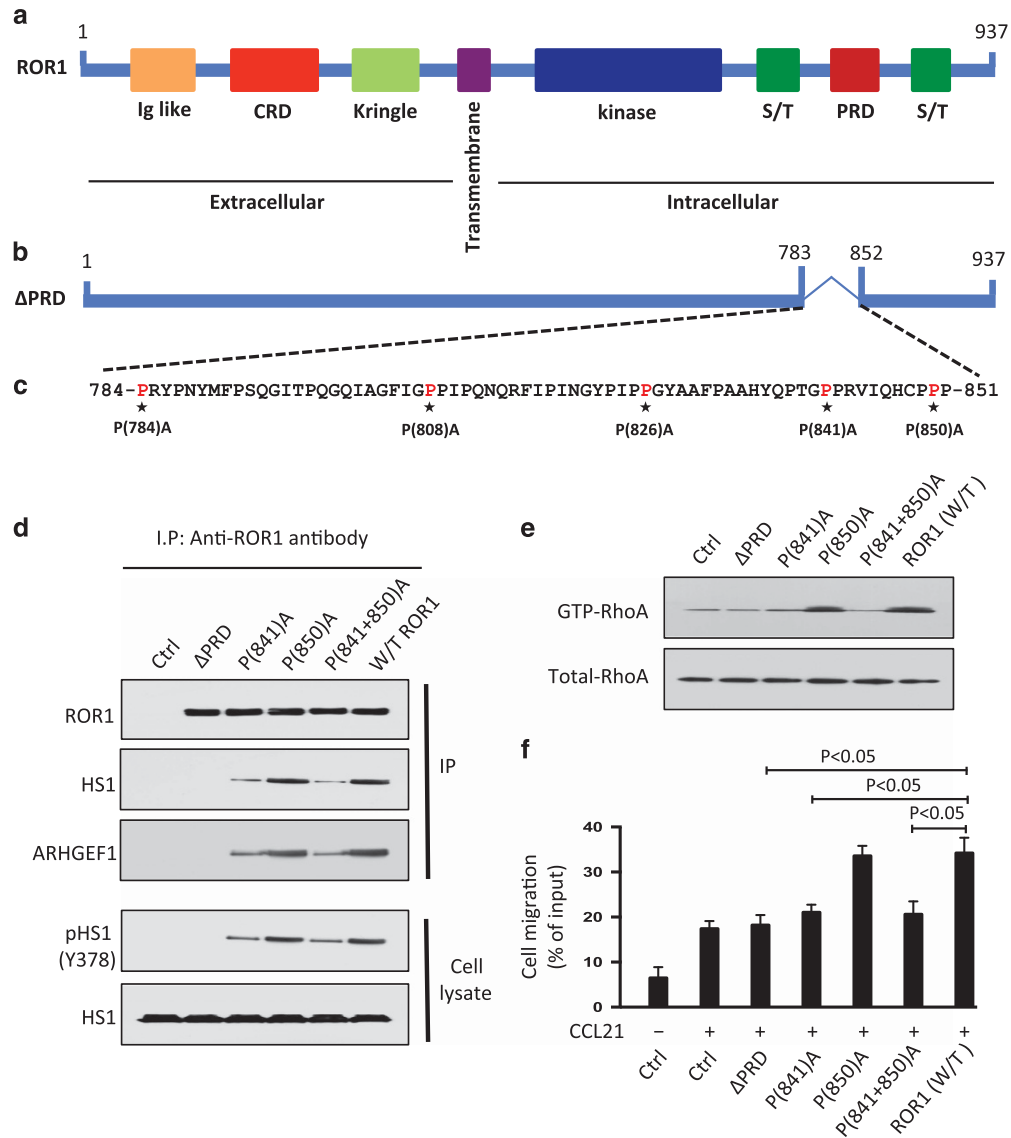 a
1
937
ROR1
Ig like
CRD
Kringle
Transmembrane
kinase
S/T
PRD
S/T
Extracellular
Intracellular
b
1
783
852
937
ΔPRD
c
784-PRYPNYMFPSQGITPQGQIAGFIGPPIPQNQRFIPINGYPIPPGYAAFPAAHYQPTGPPRVIQHCPPP-851
★ ★ ★ ★ ★
P(784)A P(808)A P(826)A P(841)A P(850)A
d
I.P: Anti-ROR1 antibody
Ctrl
ΔPRD
P(841)A
P(850)A
P(841+850)A
W/T ROR1
ROR1
HS1
ARHGEF1
IP
pHS1
(Y378)
HS1
Cell
lysate
e
Ctrl
ΔPRD
P(841)A
P(850)A
P(841+850)A
ROR1 (W/T )
GTP-RhoA
Total-RhoA
f
P<0.05
P<0.05
P<0.05
Cell migration
(% of input)
40
30
20
10
0
CCL21 – + + + + + +
Ctrl
Ctrl
ΔPRD
P(841)A
P(850)A
P(841+850)A
ROR1 (W/T )